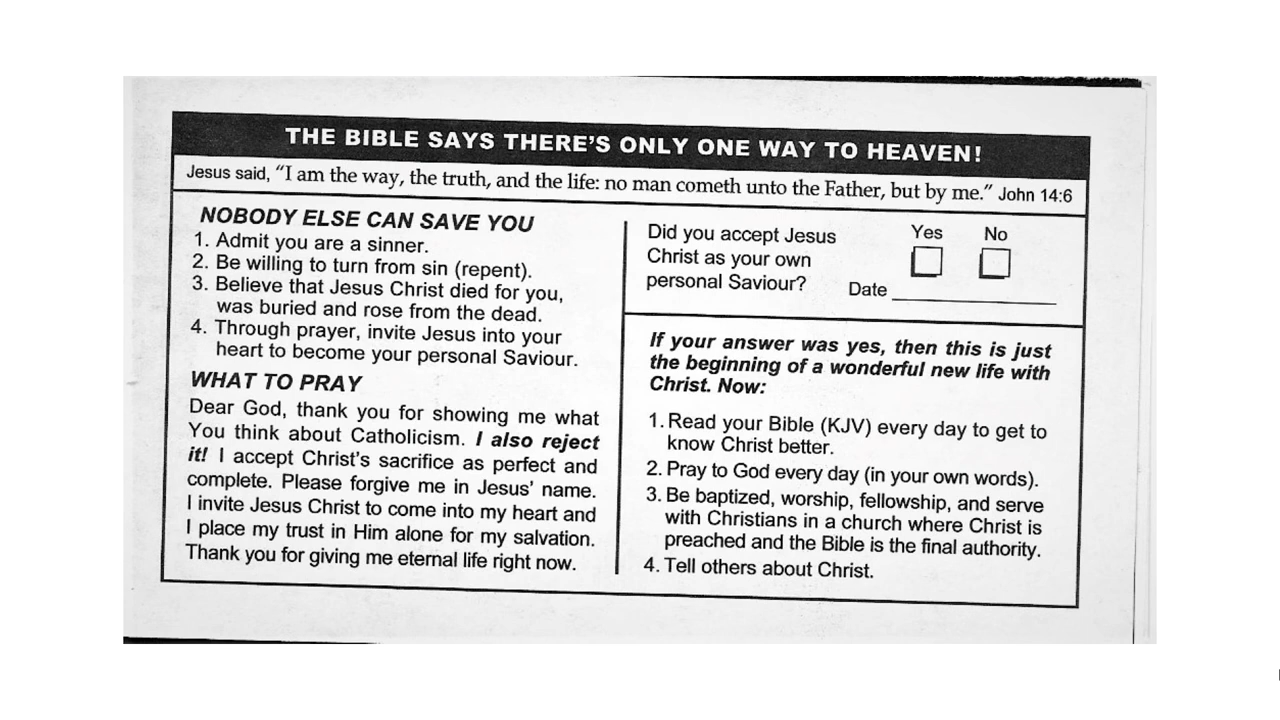 THE BIBLE SAYS THERE'S ONLY ONE WAY TO HEAVEN!
Jesus said, "I am the way, the truth, and the life: no man cometh unto the Father, but by me." John 14:6
NOBODY ELSE CAN SAVE YOU
1. Admit you are a sinner.
2. Be willing to turn from sin (repent).
3. Believe that Jesus Christ died for you,
was buried and rose from the dead.
4. Through prayer, invite Jesus into your
heart to become your personal Saviour.
WHAT TO PRAY
Dear God, thank you for showing me what
You think about Catholicism. I also reject
it! I accept Christ's sacrifice as perfect and
complete. Please forgive me in Jesus' name.
I invite Jesus Christ to come into my heart and
I place my trust in Him alone for my salvation.
Thank you for giving me eternal life right now.
Did you accept Jesus
Christ as your own
personal Saviour?
Yes No
Date
If your answer was yes, then this is just
the beginning of a wonderful new life with
Christ. Now:
1. Read your Bible (KJV) every day to get to
know Christ better.
2. Pray to God every day (in your own words).
3. Be baptized, worship, fellowship, and serve
with Christians in a church where Christ is
preached and the Bible is the final authority.
4. Tell others about Christ.